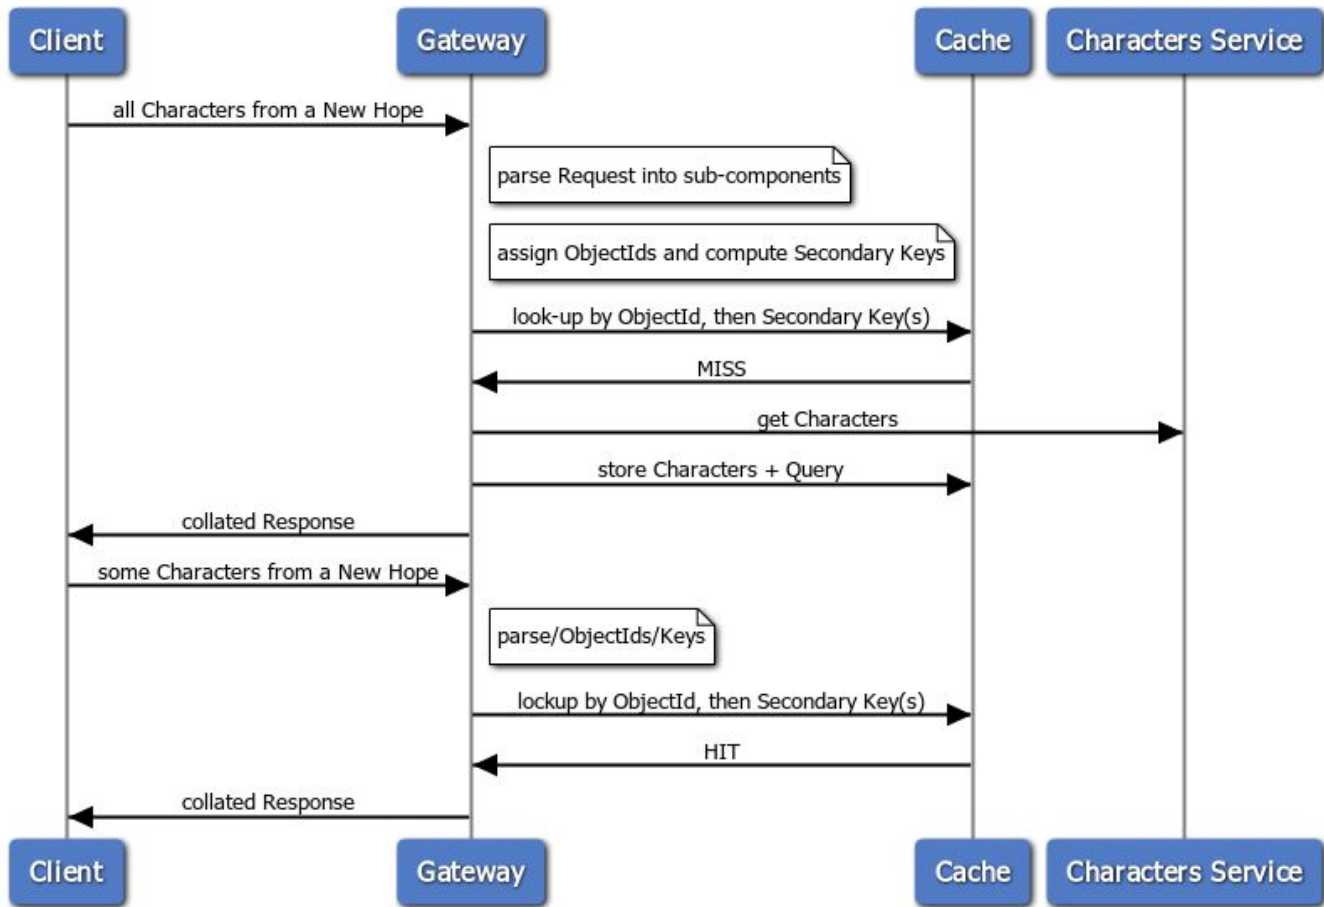 Client Gateway Cache Characters Service
all Characters from a New Hope
parse Request into sub-components
assign ObjectIds and compute Secondary Keys
look-up by ObjectId, then Secondary Key(s)
MISS
get Characters
store Characters + Query
collated Response
some Characters from a New Hope
parse/ObjectIds/Keys
lockup by ObjectId, then Secondary Key(s)
HIT
collated Response
Client Gateway Cache Characters Service